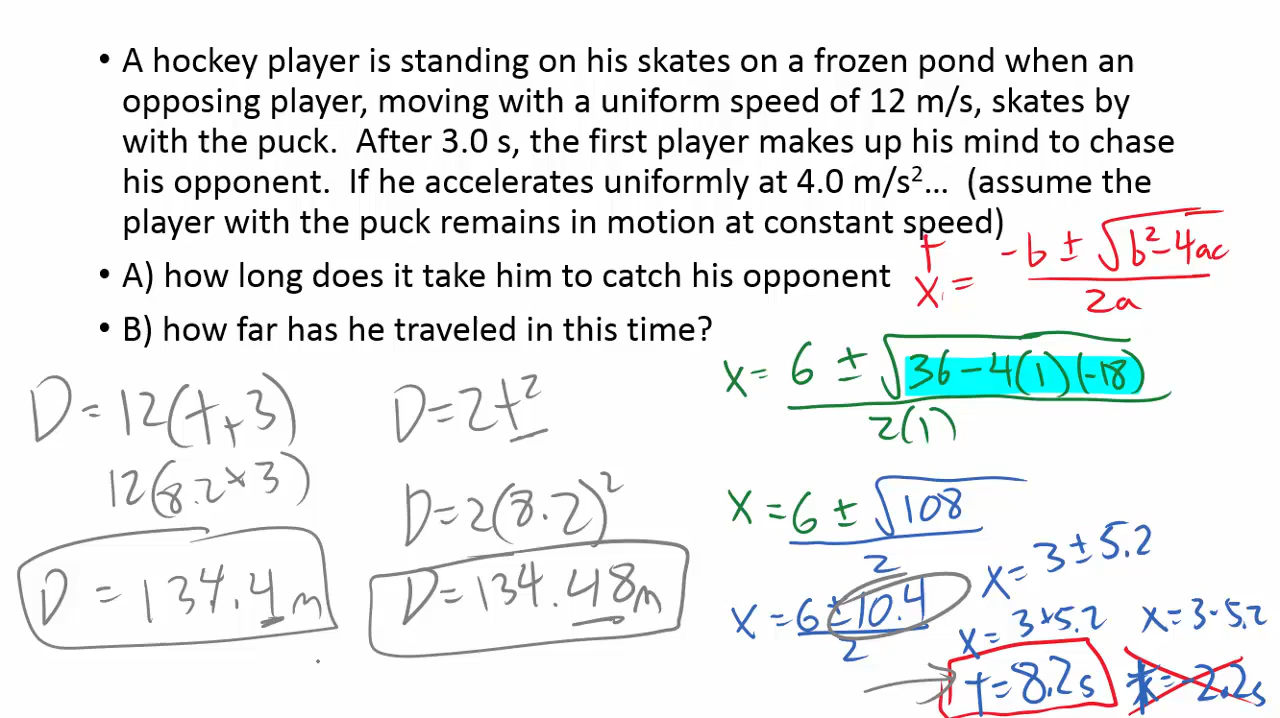 • A hockey player is standing on his skates on a frozen pond when an
opposing player, moving with a uniform speed of 12 m/s, skates by
with the puck. After 3.0 s, the first player makes up his mind to chase
his opponent. If he accelerates uniformly at 4.0 m/s²… (assume the
player with the puck remains in motion at constant speed)
• A) how long does it take him to catch his opponent
• B) how far has he traveled in this time?
t
x = -b ± √b²-4ac
2a
x = 6 ± √36-4(1)(-18)
2(1)
D = 12(t+3)
12(8.2+3)
D = 134.4m
D = 2t²
D = 2(8.2)²
D = 134.48m
x = 6 ± √108
2
x = 6 ± 10.4
2
x = 3 ± 5.2
x = 3+5.2
t = 8.2s
x = 3-5.2
t = -2.2s